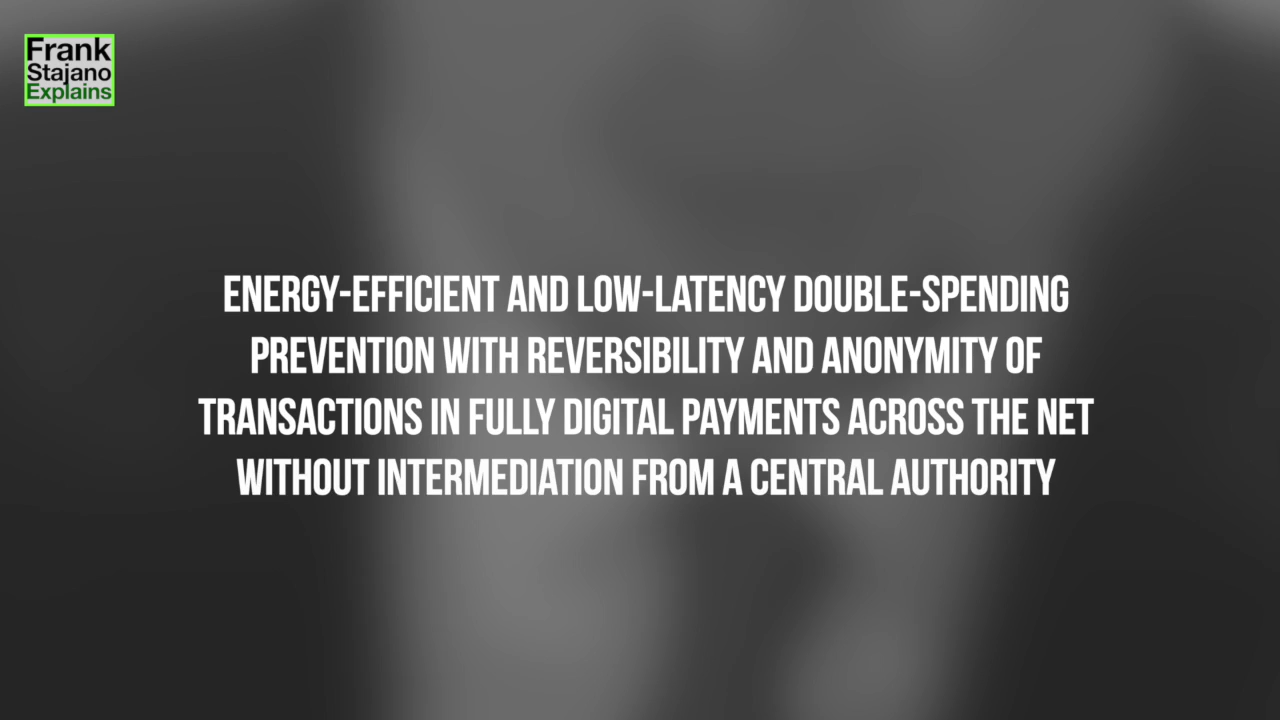 Frank
Stajano
Explains
ENERGY-EFFICIENT AND LOW-LATENCY DOUBLE-SPENDING
PREVENTION WITH REVERSIBILITY AND ANONYMITY OF
TRANSACTIONS IN FULLY DIGITAL PAYMENTS ACROSS THE NET
WITHOUT INTERMEDIATION FROM A CENTRAL AUTHORITY